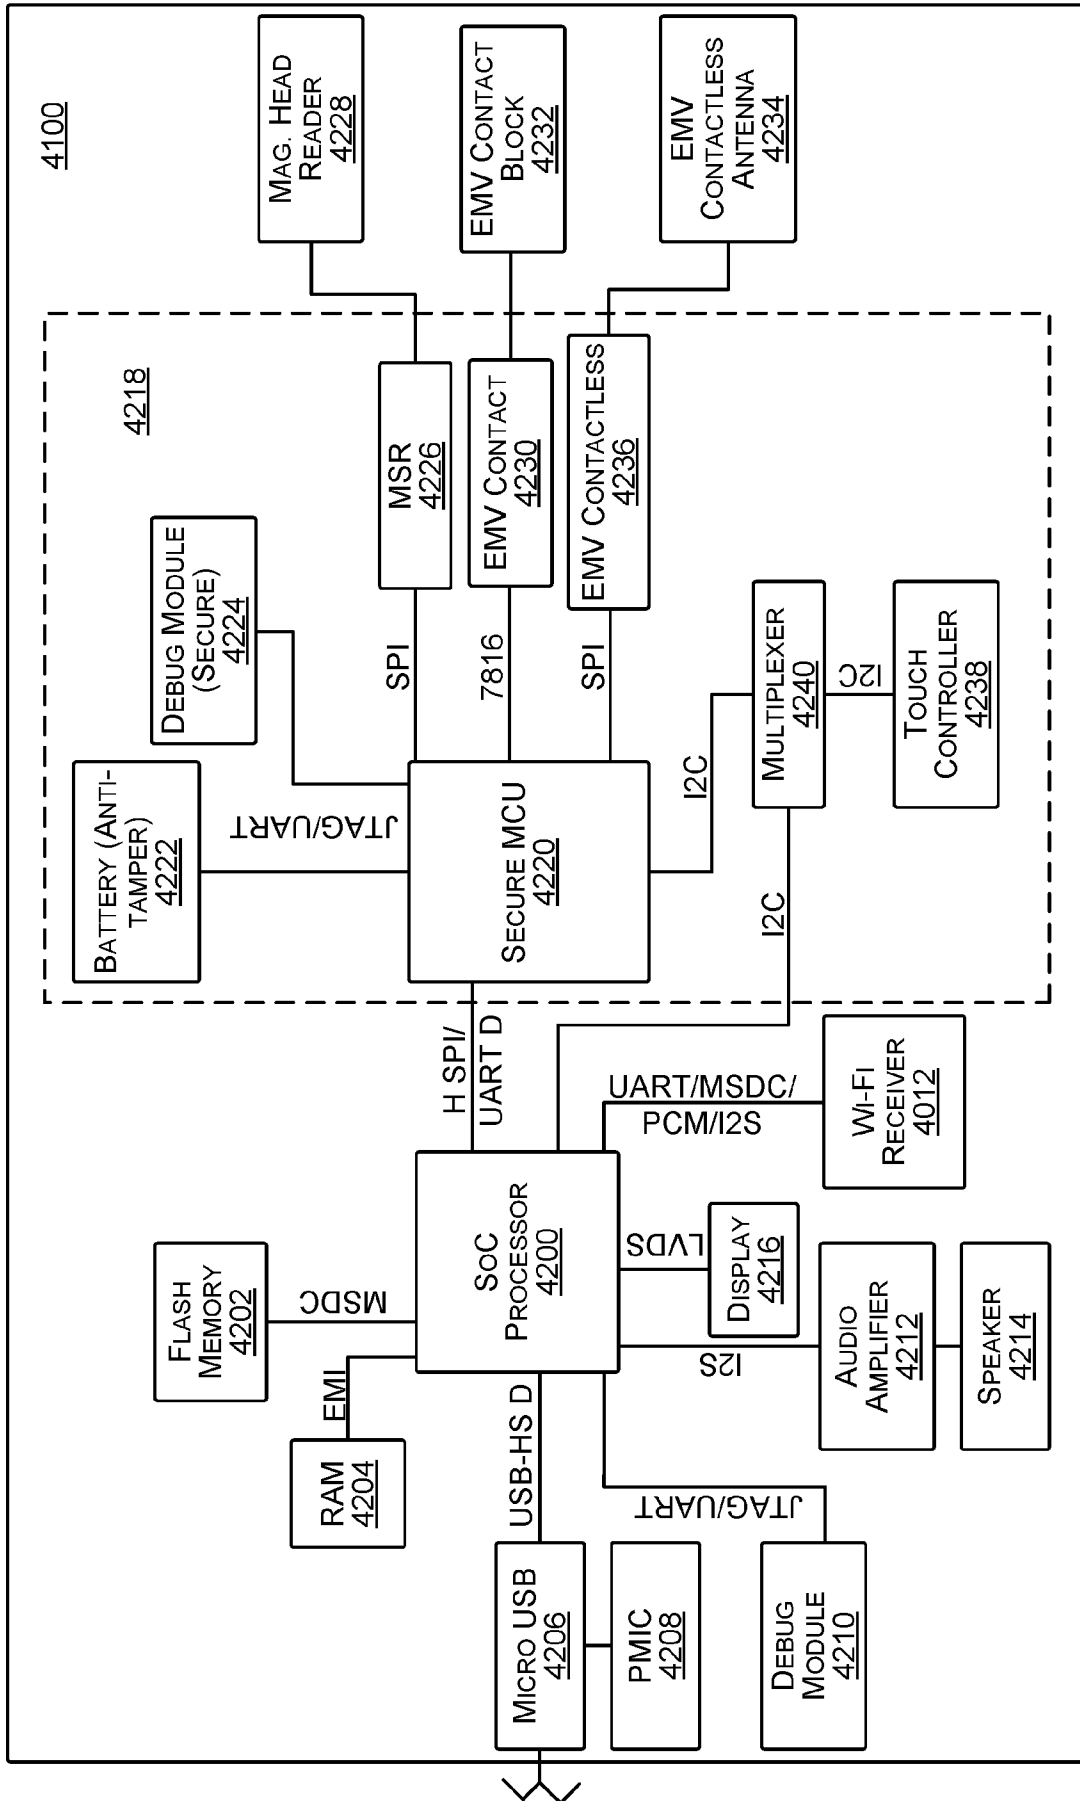 4100
MAG. HEAD
READER
4228
EMV CONTACT
BLOCK
4232
EMV
CONTACTLESS
ANTENNA
4234
4218
DEBUG MODULE
(SECURE)
4224
MSR
4226
EMV CONTACT
4230
EMV CONTACTLESS
4236
BATTERY (ANTI-
TAMPER)
4222
JTAG/UART
SPI
7816
SPI
SECURE MCU
4220
I2C
MULTIPLEXER
4240
I2C
TOUCH
CONTROLLER
4238
I2C
H SPI/
UART D
UART/MSDC/
PCM/I2S
WI-FI
RECEIVER
4012
FLASH
MEMORY
4202
MSDC
SOC
PROCESSOR
4200
LVDS
DISPLAY
4216
RAM
4204
EMI
I2S
AUDIO
AMPLIFIER
4212
SPEAKER
4214
USB-HS D
JTAG/UART
MICRO USB
4206
PMIC
4208
DEBUG
MODULE
4210